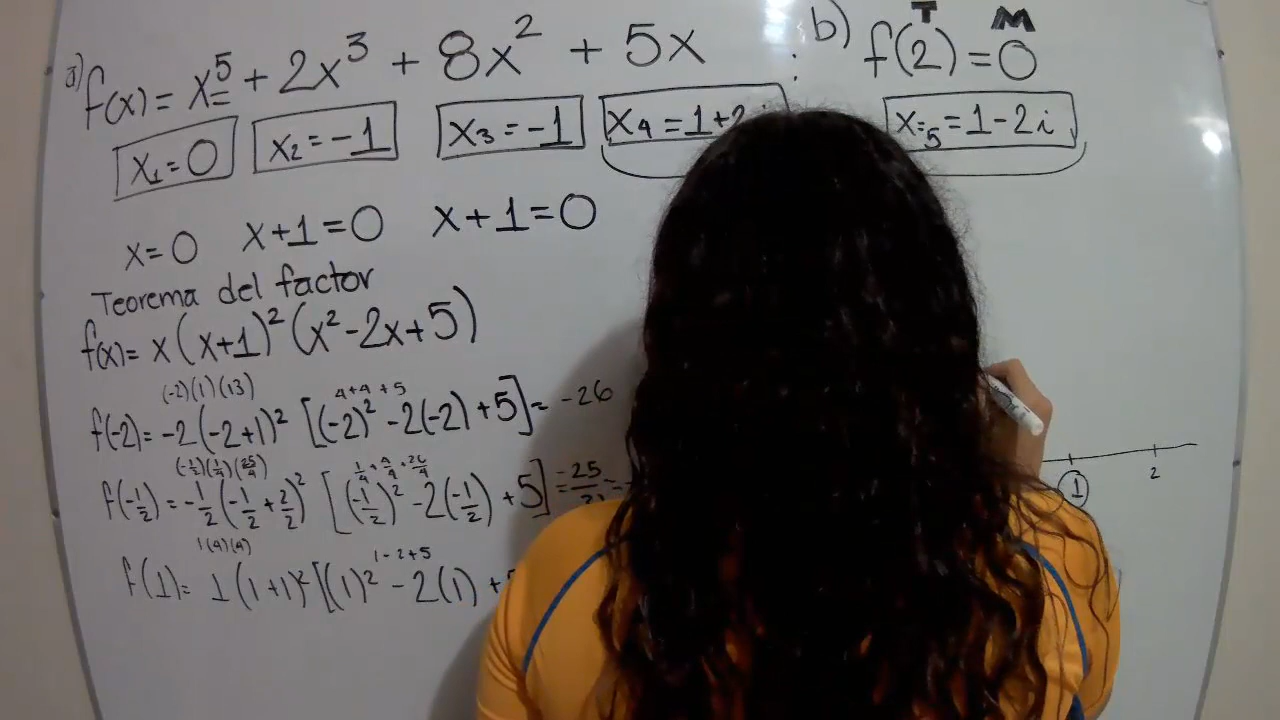 a) f(x) = x⁵ + 2x³ + 8x² + 5x ; b) f(2) = 0
T M
x₁ = 0 x₂ = -1 x₃ = -1 x₄ = 1+2 x₅ = 1-2i
x = 0 x+1 = 0 x+1 = 0
Teorema del factor
f(x) = x(x+1)²(x²-2x+5)
(-2)(1)(13) 4+4+5
f(-2) = -2(-2+1)² [(-2)² -2(-2) +5] = -26
(-½)(¼)(25/4) ¼ + 4/4 +
f(-½) = -½(-½+2/2)² [(-½)² -2(-½) +5] = -25
1(4)(4) 1-2+5
f(1) = 1(1+1)² [(1)² -2(1) +
1 2